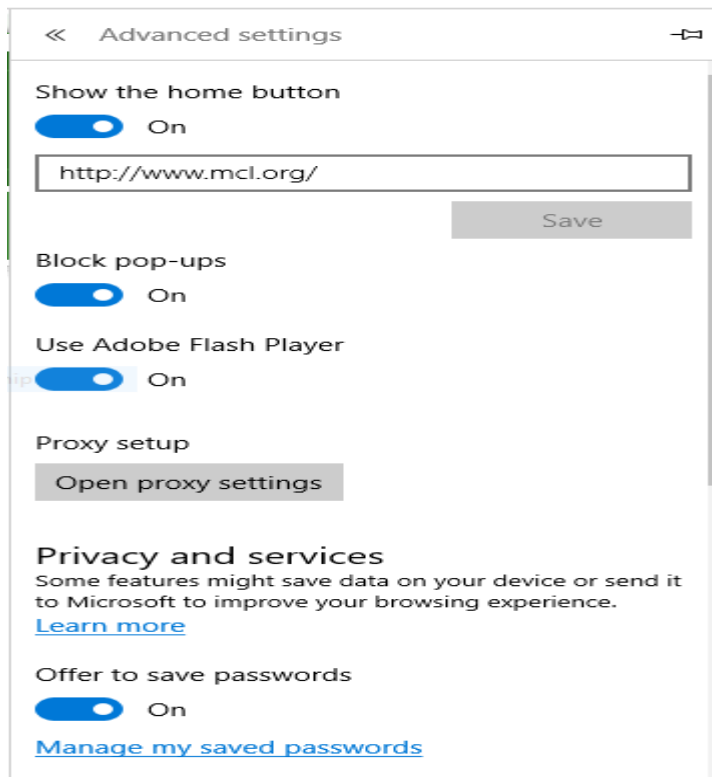 Advanced settings
Show the home button
On
http://www.mcl.org/
Save
Block pop-ups
On
Use Adobe Flash Player
On
Proxy setup
Open proxy settings
Privacy and services
Some features might save data on your device or send it
to Microsoft to improve your browsing experience.
Learn more
Offer to save passwords
On
Manage my saved passwords